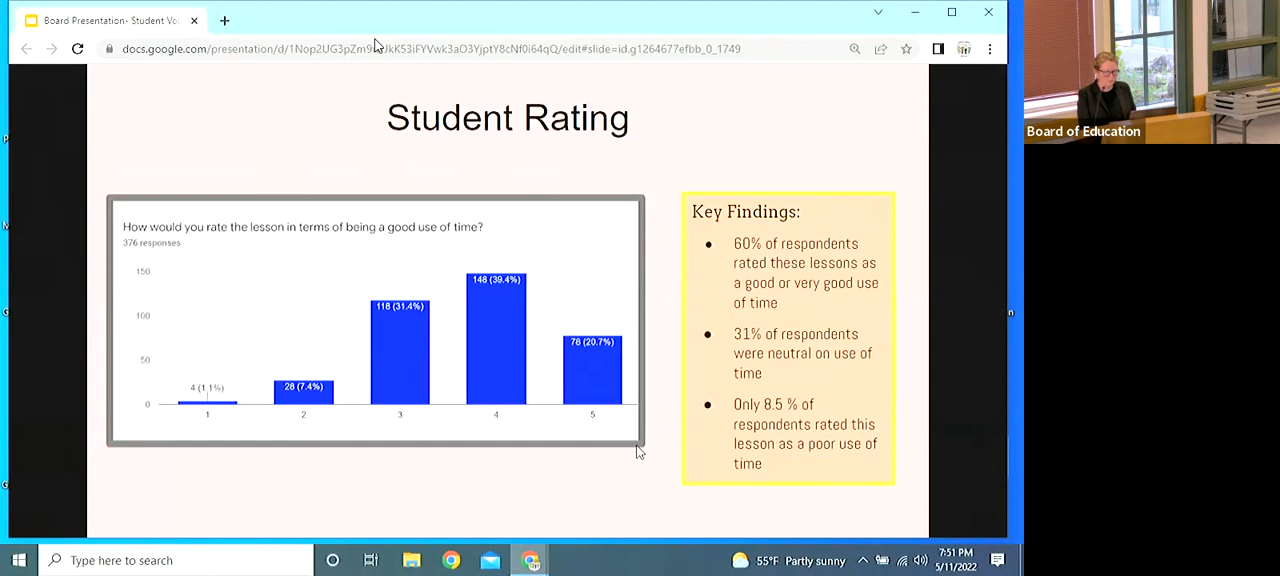 Board Presentation- Student Vo
docs.google.com/presentation/d/1Nop2UG3pZm9
JkK53iFYVwk3aO3YjptY8cNf0i64qQ/edit#slide=id.g1264677efbb_0_1749
Board of Education
Student Rating
How would you rate the lesson in terms of being a good use of time?
376 responses
150
100
50
0
4 (1.1%)
28 (7.4%)
118 (31.4%)
148 (39.4%)
78 (20.7%)
1
2
3
4
5
Key Findings:
60% of respondents
rated these lessons as
a good or very good use
of time
31% of respondents
were neutral on use of
time
Only 8.5 % of
respondents rated this
lesson as a poor use of
time
Type here to search
55°F Partly sunny
7:51 PM
5/11/2022